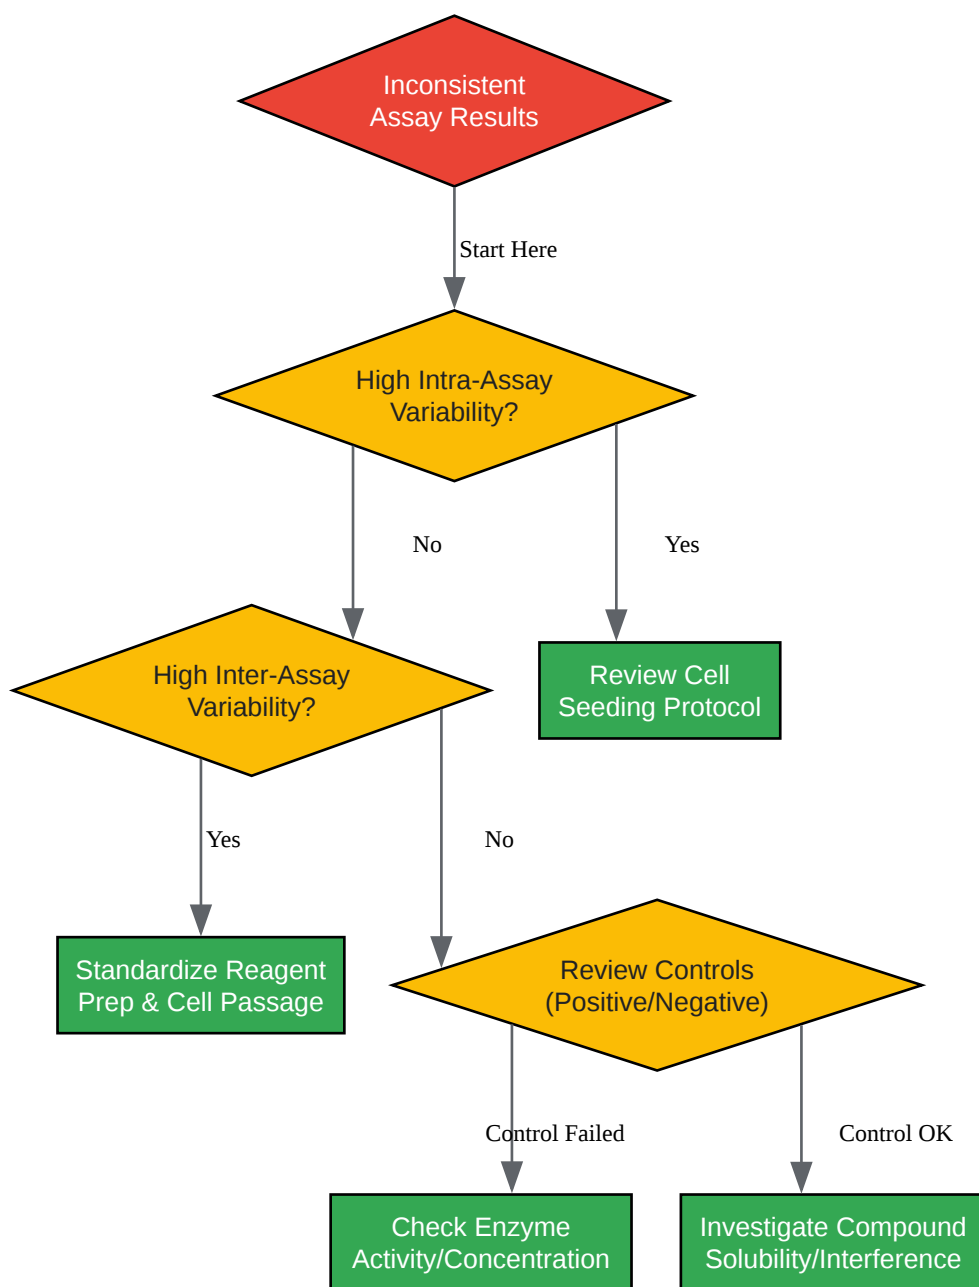 Inconsistent
Assay Results
Start Here
High Intra-Assay
Variability?
No
Yes
High Inter-Assay
Variability?
Review Cell
Seeding Protocol
Yes
No
Standardize Reagent
Prep & Cell Passage
Review Controls
(Positive/Negative)
Control Failed
Control OK
Check Enzyme
Activity/Concentration
Investigate Compound
Solubility/Interference